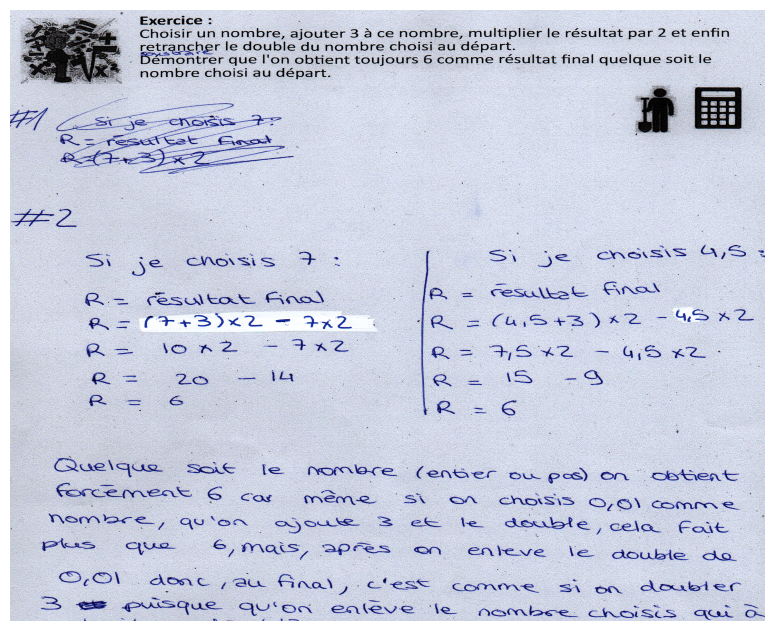 Exercice :
Choisir un nombre, ajouter 3 à ce nombre, multiplier le résultat par 2 et enfin
retrancher le double du nombre choisi au départ.
soustraire
Démontrer que l'on obtient toujours 6 comme résultat final quelque soit le
nombre choisi au départ.
#1 Si je choisis 7:
R = résultat final
R = (7+3) x 2
#2
Si je choisis 7 :
R = résultat final
R = (7+3) x 2 - 7x2
R = 10 x 2 - 7 x 2
R = 20 - 14
R = 6
Si je choisis 4,5 :
R = résultat final
R = (4,5+3) x 2 - 4,5 x 2
R = 7,5 x 2 - 4,5 x 2
R = 15 - 9
R = 6
Quelque soit le nombre (entier ou pas) on obtient
forcément 6 car même si on choisis 0,01 comme
nombre, qu'on ajoute 3 et le double, cela fait
plus que 6, mais, après on enleve le double de
0,01 donc, au final, c'est comme si on doubler
3 puisque qu'on enlève le nombre choisis qui à